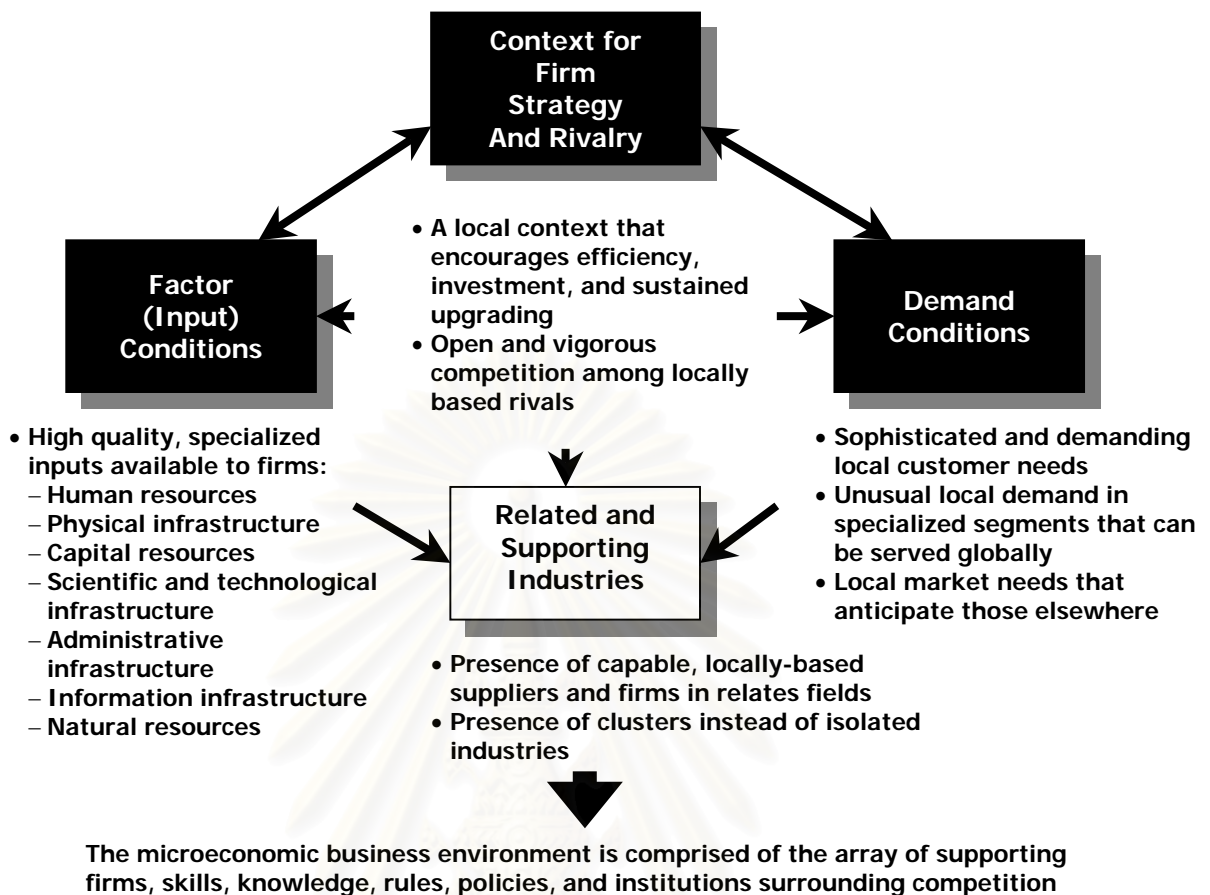 Context for
Firm
Strategy
And Rivalry
Factor
(Input)
Conditions
• A local context that
encourages efficiency,
investment, and sustained
upgrading
• Open and vigorous
competition among locally
based rivals
Demand
Conditions
• High quality, specialized
inputs available to firms:
– Human resources
– Physical infrastructure
– Capital resources
– Scientific and technological
infrastructure
– Administrative
infrastructure
– Information infrastructure
– Natural resources
Related and
Supporting
Industries
• Sophisticated and demanding
local customer needs
• Unusual local demand in
specialized segments that can
be served globally
• Local market needs that
anticipate those elsewhere
• Presence of capable, locally-based
suppliers and firms in relates fields
• Presence of clusters instead of isolated
industries
The microeconomic business environment is comprised of the array of supporting
firms, skills, knowledge, rules, policies, and institutions surrounding competition